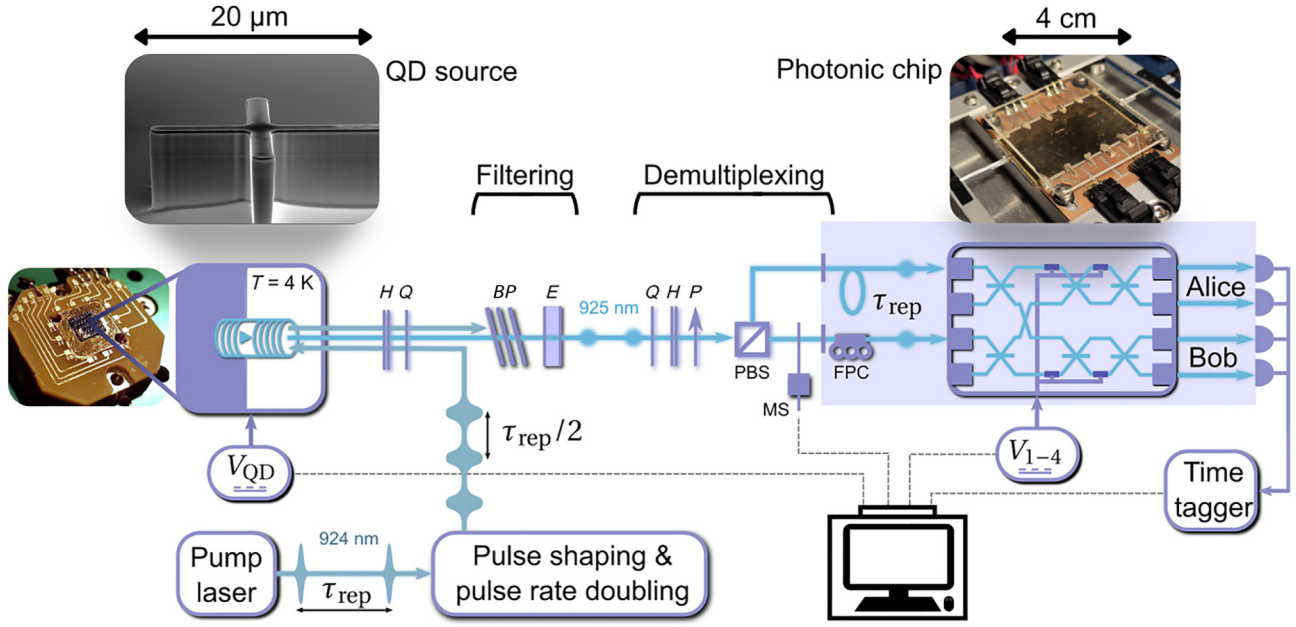 20 µm
4 cm
QD source
Photonic chip
Filtering
Demultiplexing
T = 4 K
H Q
BP
E
925 nm
Q H P
τrep
Alice
Bob
PBS
FPC
MS
τrep/2
VQD
V1−4
Time
tagger
924 nm
Pump
laser
τrep
Pulse shaping &
pulse rate doubling